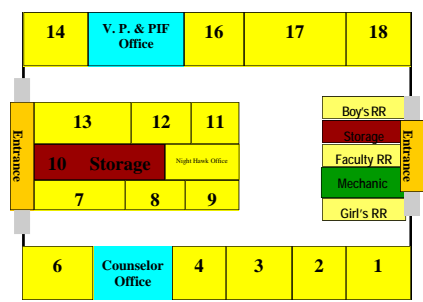 14
V. P. & PIF
Office
16
17
18
13
12
11
10 Storage
Night Hawk Office
7
8
9
Entrance
Boy's RR
Storage
Faculty RR
Mechanic
Girl's RR
Entrance
6
Counselor
Office
4
3
2
1